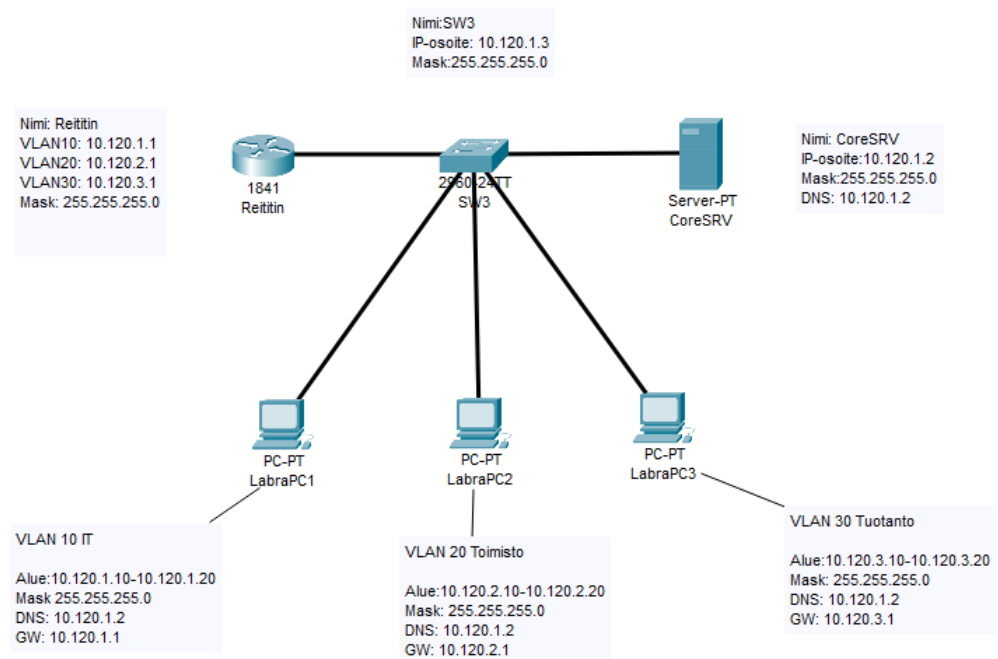 Nimi:SW3
IP-osoite: 10.120.1.3
Mask:255.255.255.0
Nimi: Reititin
VLAN10: 10.120.1.1
VLAN20: 10.120.2.1
VLAN30: 10.120.3.1
Mask: 255.255.255.0
1841
Reititin
2960-24TT
SW3
Server-PT
CoreSRV
Nimi: CoreSRV
IP-osoite:10.120.1.2
Mask:255.255.255.0
DNS: 10.120.1.2
PC-PT
LabraPC1
PC-PT
LabraPC2
PC-PT
LabraPC3
VLAN 10 IT
Alue:10.120.1.10-10.120.1.20
Mask 255.255.255.0
DNS: 10.120.1.2
GW: 10.120.1.1
VLAN 20 Toimisto
Alue:10.120.2.10-10.120.2.20
Mask: 255.255.255.0
DNS: 10.120.1.2
GW: 10.120.2.1
VLAN 30 Tuotanto
Alue:10.120.3.10-10.120.3.20
Mask: 255.255.255.0
DNS: 10.120.1.2
GW: 10.120.3.1